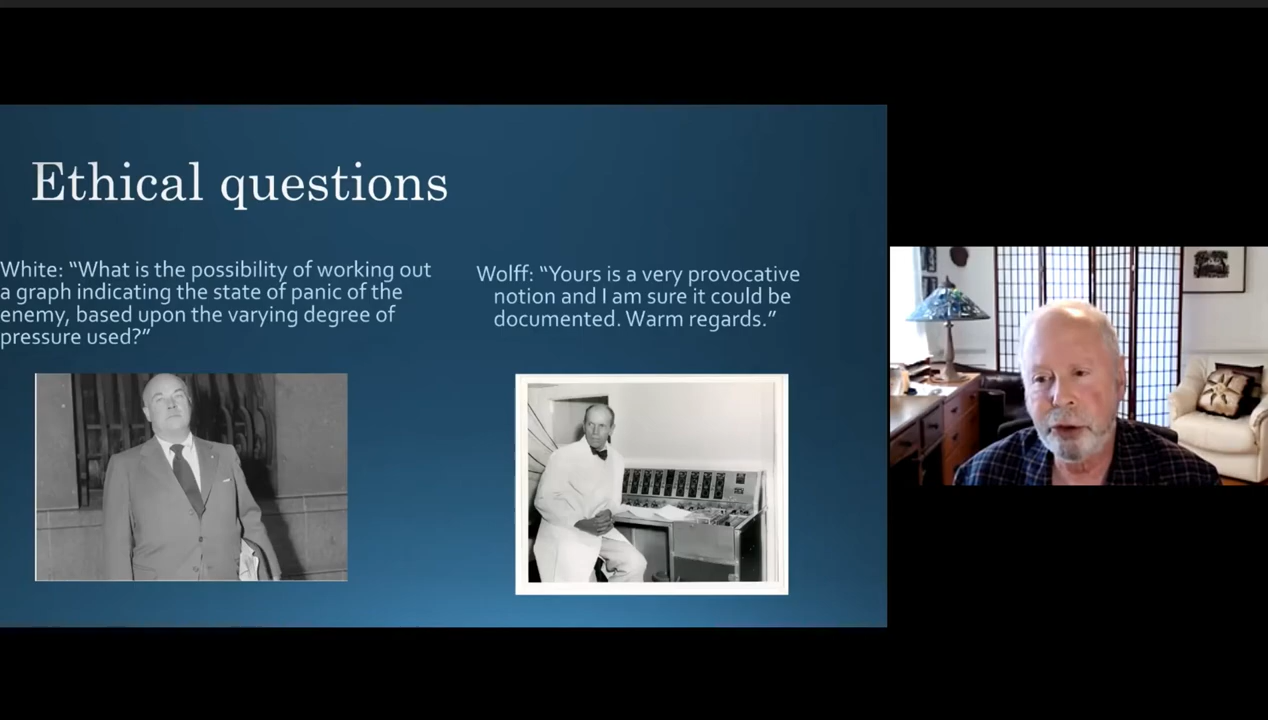 Ethical questions
White: “What is the possibility of working out
a graph indicating the state of panic of the
enemy, based upon the varying degree of
pressure used?”
Wolff: “Yours is a very provocative
notion and I am sure it could be
documented. Warm regards.”